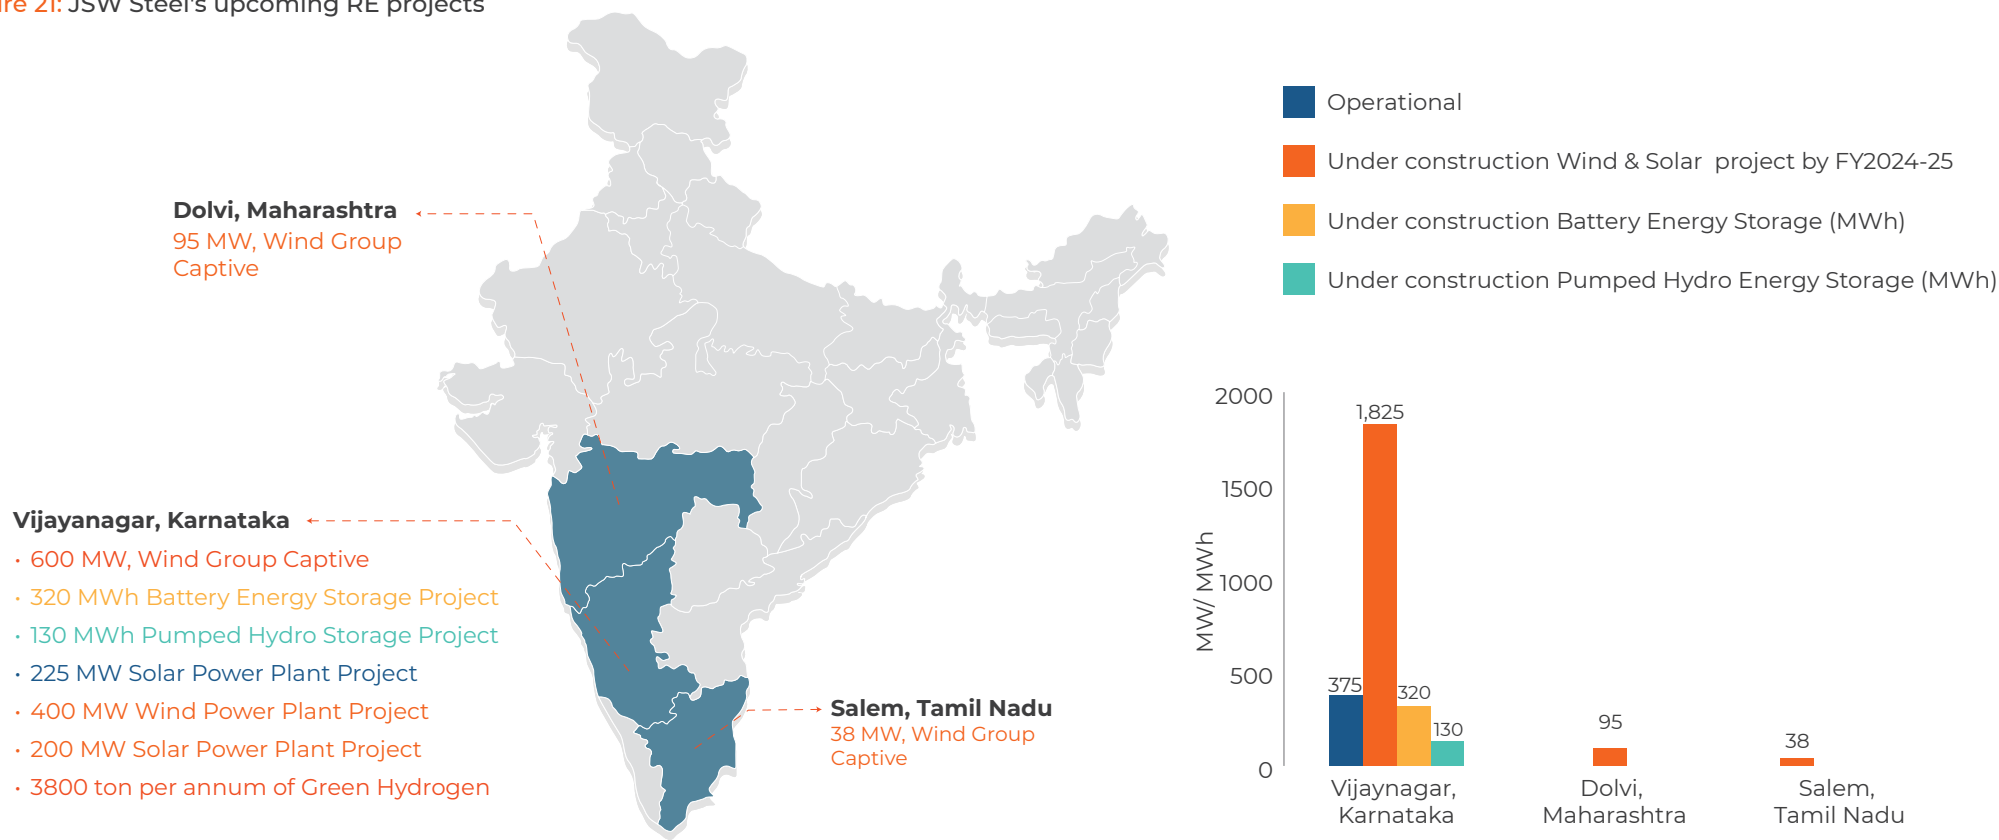 re 21: JSW Steel's upcoming RE projects
Dolvi, Maharashtra
95 MW, Wind Group
Captive
Vijayanagar, Karnataka
• 600 MW, Wind Group Captive
• 320 MWh Battery Energy Storage Project
• 130 MWh Pumped Hydro Storage Project
• 225 MW Solar Power Plant Project
• 400 MW Wind Power Plant Project
• 200 MW Solar Power Plant Project
• 3800 ton per annum of Green Hydrogen
Salem, Tamil Nadu
38 MW, Wind Group
Captive
Operational
Under construction Wind & Solar project by FY2024-25
Under construction Battery Energy Storage (MWh)
Under construction Pumped Hydro Energy Storage (MWh)
MW/ MWh
2000
1500
1000
500
0
375
1,825
320
130
95
38
Vijaynagar,
Karnataka
Dolvi,
Maharashtra
Salem,
Tamil Nadu